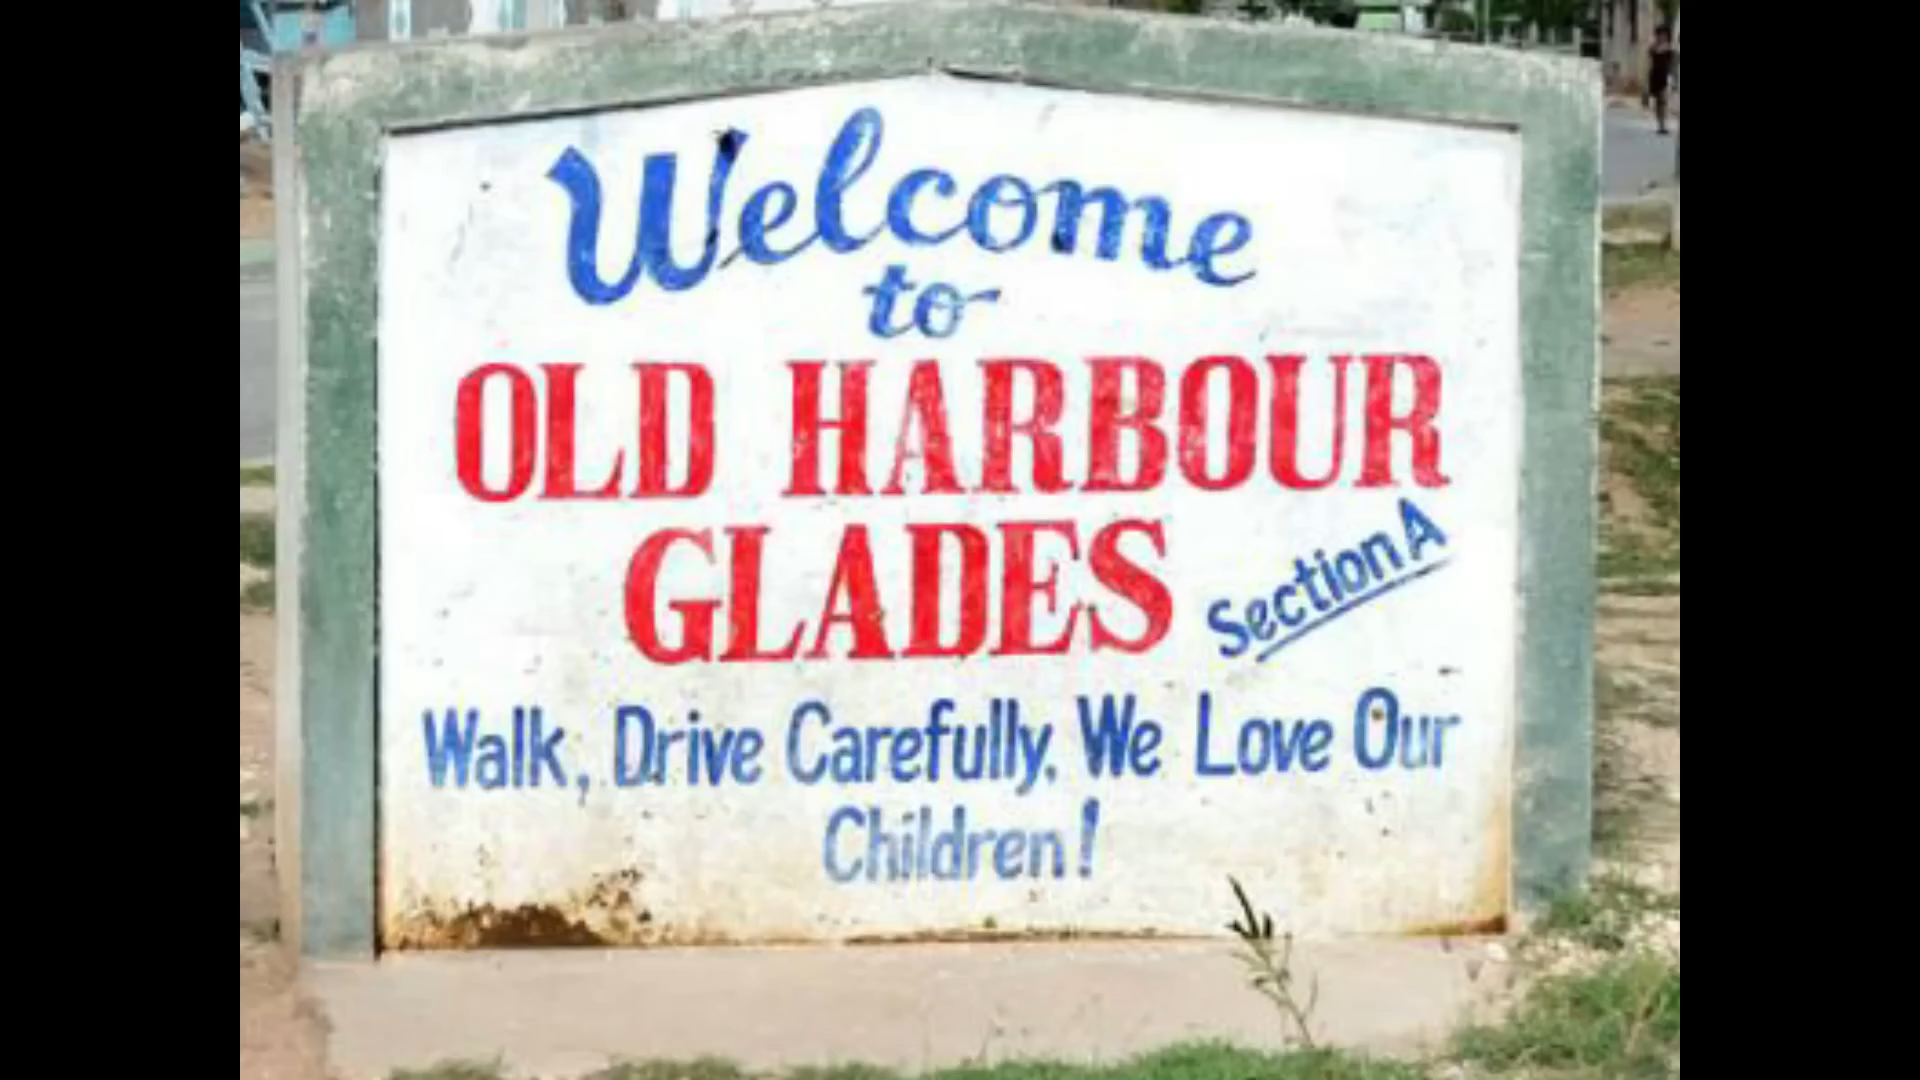 Welcome
to
OLD HARBOUR
GLADES
Section A
Walk, Drive Carefully. We Love Our
Children!